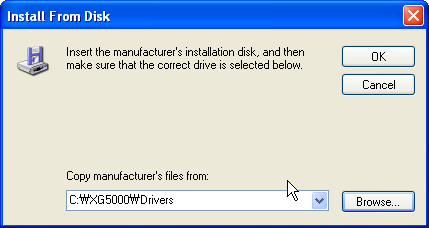 Install From Disk
Insert the manufacturer's installation disk, and then
make sure that the correct drive is selected below.
OK
Cancel
Copy manufacturer's files from:
C:₩XG5000₩Drivers
Browse...